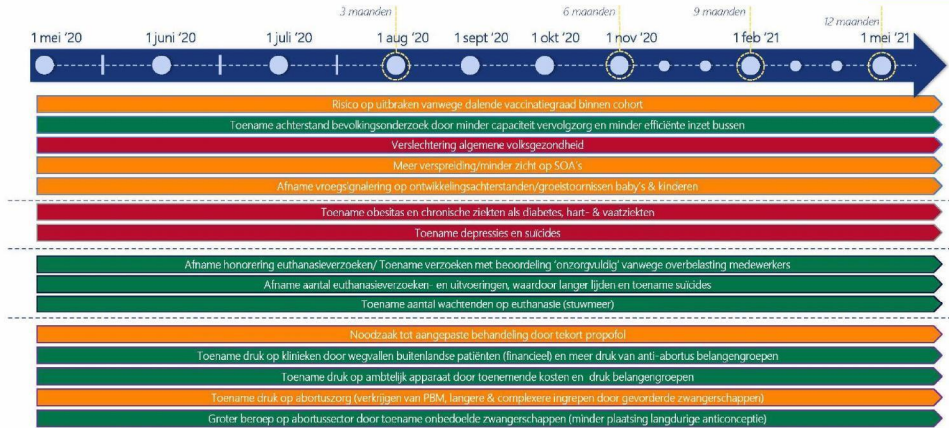 3 maanden
6 maanden
9 maanden
12 maanden
1 mei '20
1 juni '20
1 juli '20
1 aug '20
1 sept '20
1 okt '20
1 nov '20
1 feb '21
1 mei '21
Risico op uitbraken vanwege dalende vaccinatiegraad binnen cohort
Toename achterstand bevolkingsonderzoek door minder capaciteit vervolgzorg en minder efficiënte inzet bussen
Verslechtering algemene volksgezondheid
Meer verspreiding/minder zicht op SOA's
Afname vroegsignalering op ontwikkelingsachterstanden/groeistoornissen baby's & kinderen
Toename obesitas en chronische ziekten als diabetes, hart- & vaatziekten
Toename depressies en suïcides
Afname honorering euthanasieverzoeken/ Toename verzoeken met beoordeling 'onzorgvuldig' vanwege overbelasting medewerkers
Afname aantal euthanasieverzoeken- en uitvoeringen, waardoor langer lijden en toename suïcides
Toename aantal wachtenden op euthanasie (stuwmeer)
Noodzaak tot aangepaste behandeling door tekort propofol
Toename druk op klinieken door wegvallen buitenlandse patiënten (financieel) en meer druk van anti-abortus belangengroepen
Toename druk op ambtelijk apparaat door toenemende kosten en druk belangengroepen
Toename druk op abortuszorg (verkrijgen van PBM, langere & complexere ingrepen door gevorderde zwangerschappen)
Groter beroep op abortussector door toename onbedoelde zwangerschappen (minder plaatsing langdurige anticonceptie)